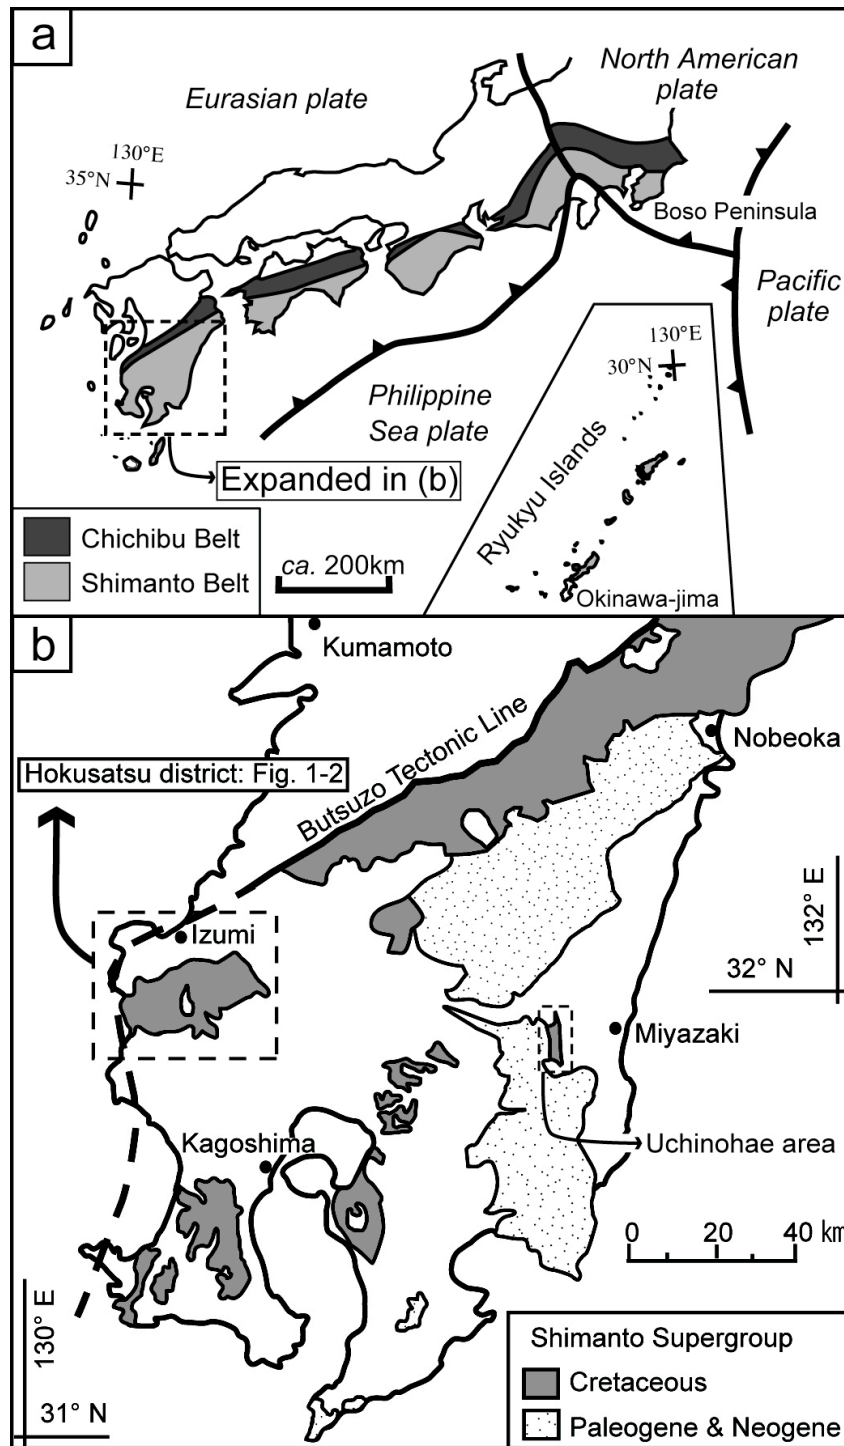 a
Eurasian plate
North American
plate
130°E
35°N
Boso Peninsula
Pacific
plate
Philippine
Sea plate
130°E
30°N
Ryukyu Islands
Okinawa-jima
Expanded in (b)
Chichibu Belt
Shimanto Belt
ca. 200km
b
Kumamoto
Butsuzo Tectonic Line
Nobeoka
Hokusatsu district: Fig. 1-2
132° E
32° N
Izumi
Miyazaki
Kagoshima
Uchinohae area
0 20 40 km
130° E
31° N
Shimanto Supergroup
Cretaceous
Paleogene & Neogene